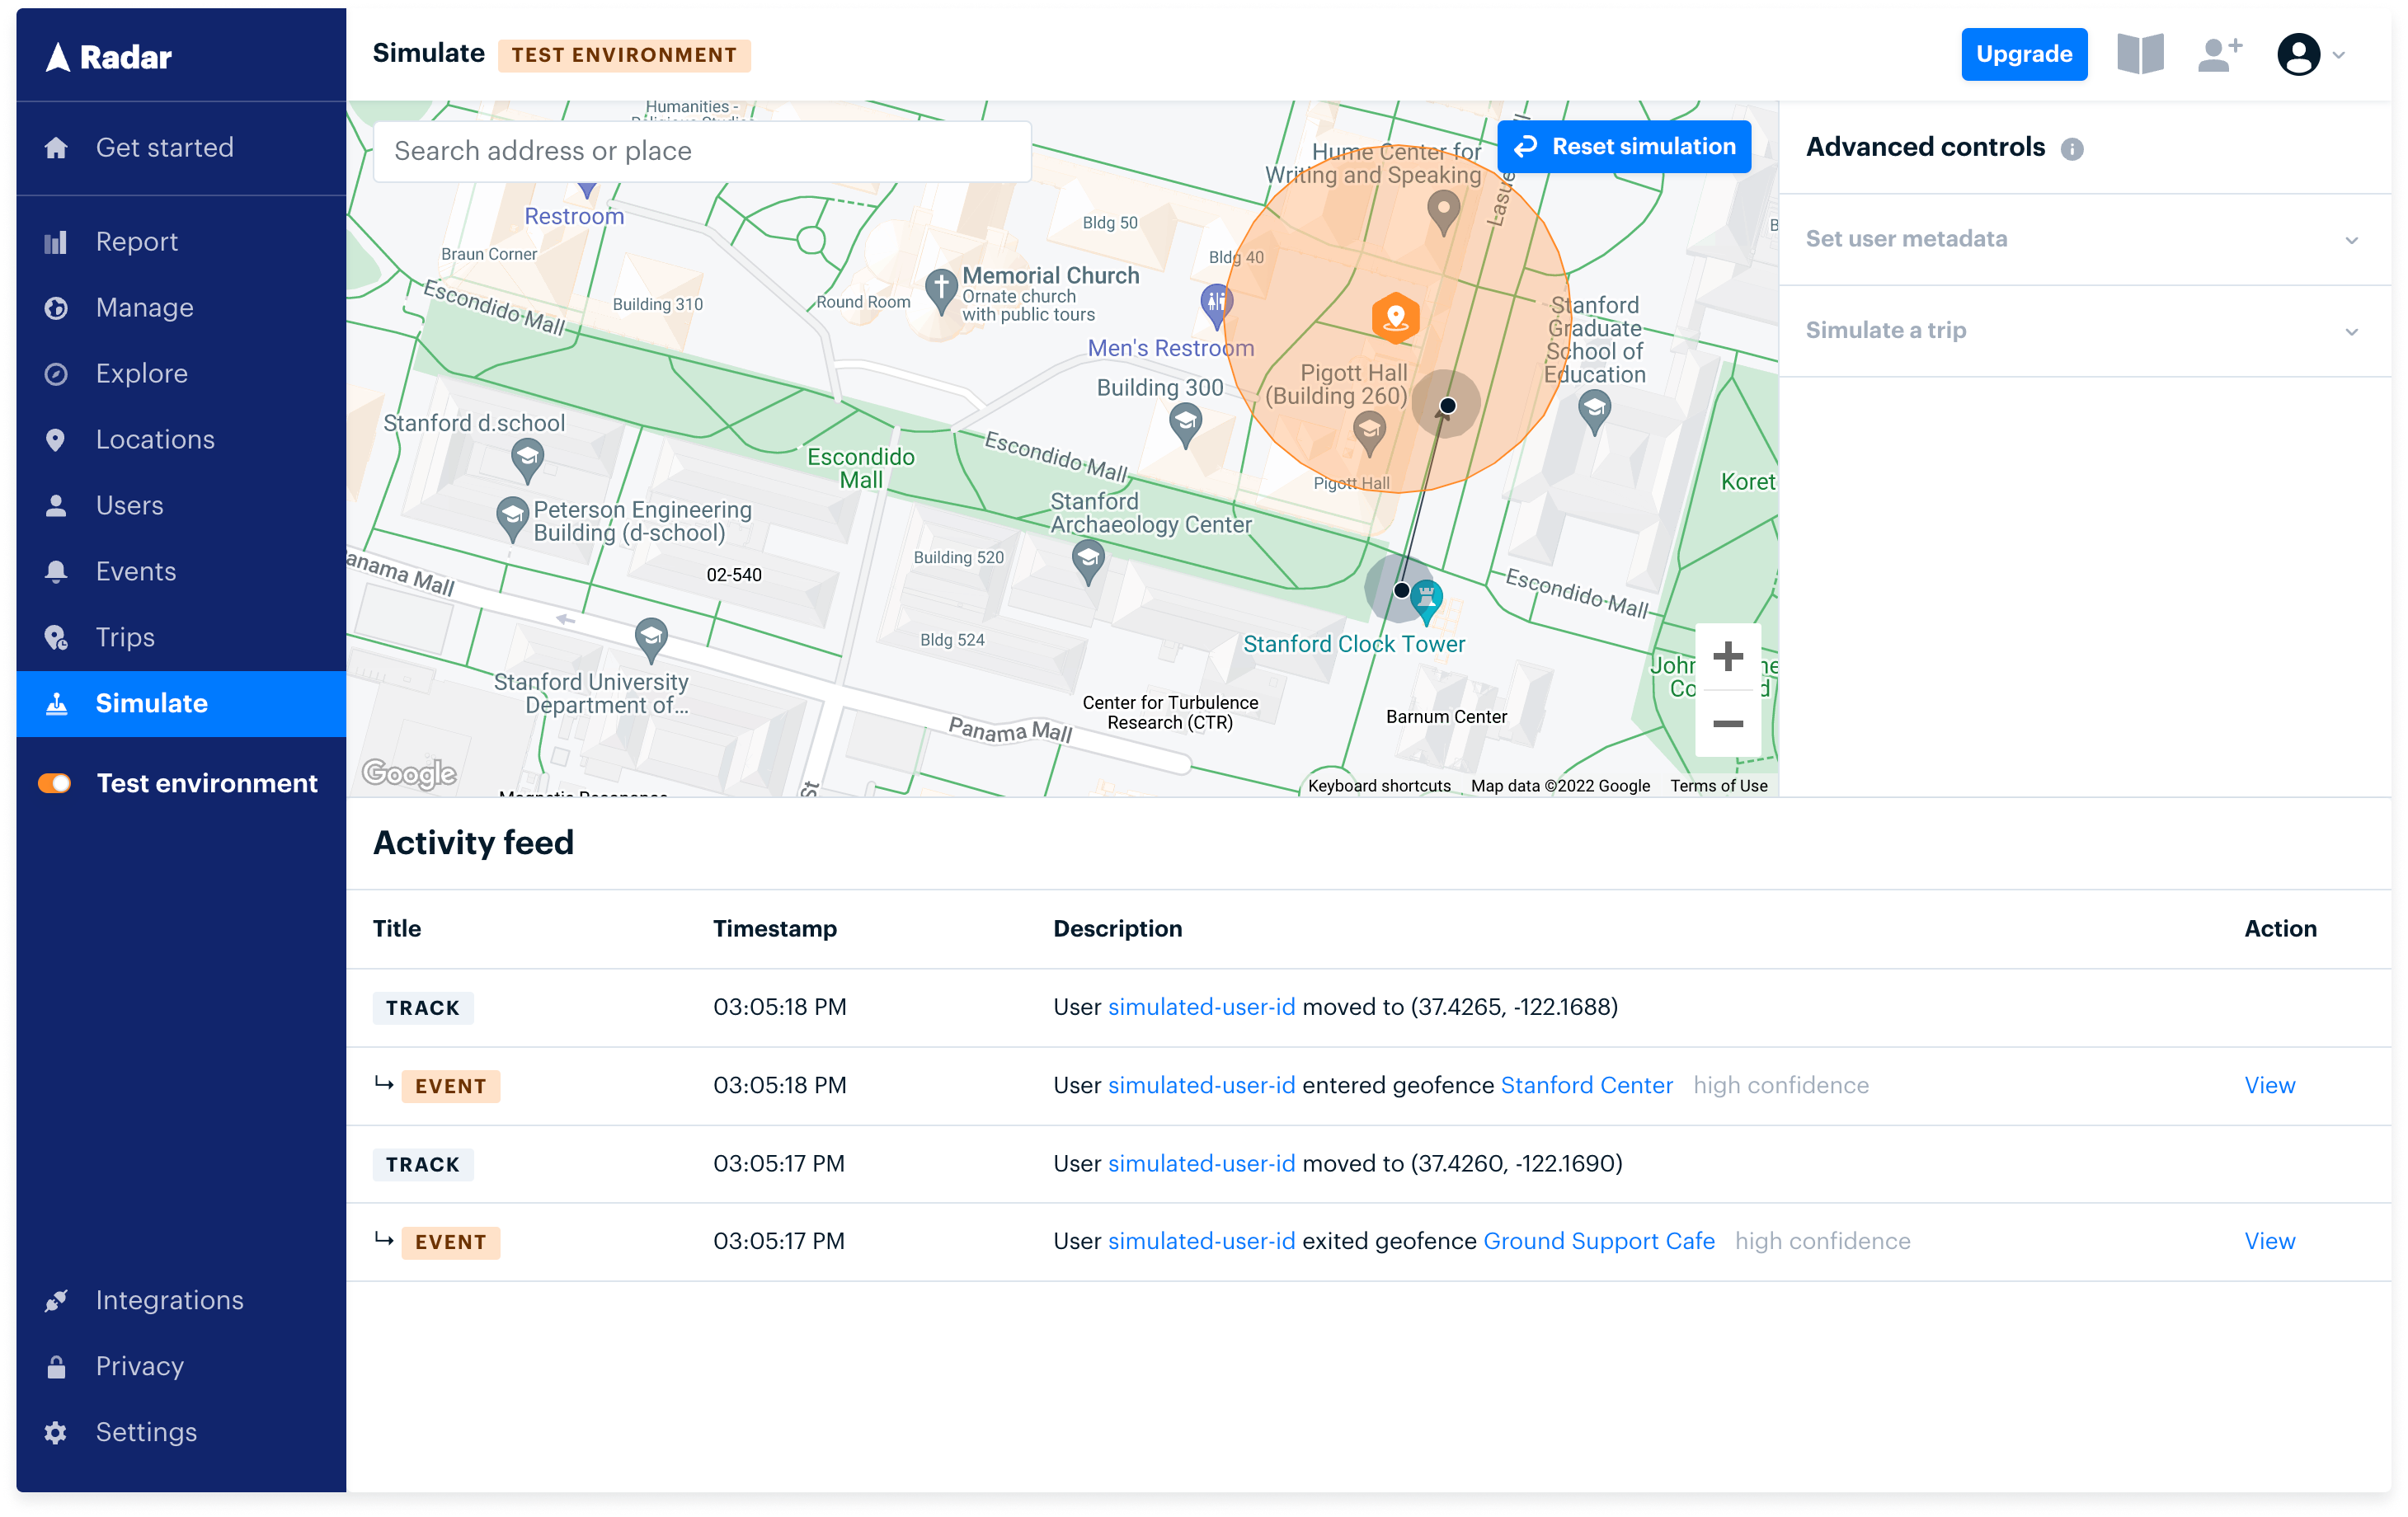 Radar
Get started
Report
Manage
Explore
Locations
Users
Events
Trips
Simulate
Test environment
Integrations
Privacy
Settings
Simulate
TEST ENVIRONMENT
Upgrade
Search address or place
Reset simulation
Humanities -
Religious Studies
Restroom
Braun Corner
Building 310
Round Room
Memorial Church
Ornate church
with public tours
Bldg 50
Bldg 40
Hume Center for
Writing and Speaking
Men's Restroom
Building 300
Pigott Hall
(Building 260)
Pigott Hall
Stanford
Graduate
School of
Education
Escondido Mall
Stanford d.school
Escondido
Mall
Escondido Mall
Peterson Engineering
Building (d-school)
Stanford
Archaeology Center
Building 520
02-540
Koret
Panama Mall
Escondido Mall
Bldg 524
Stanford Clock Tower
Stanford University
Department of...
Center for Turbulence
Research (CTR)
Barnum Center
Panama Mall
Google
Keyboard shortcuts
Map data ©2022 Google
Terms of Use
Advanced controls
Set user metadata
Simulate a trip
Activity feed
Title Timestamp Description Action
TRACK 03:05:18 PM User simulated-user-id moved to (37.4265, -122.1688)
EVENT 03:05:18 PM User simulated-user-id entered geofence Stanford Center high confidence View
TRACK 03:05:17 PM User simulated-user-id moved to (37.4260, -122.1690)
EVENT 03:05:17 PM User simulated-user-id exited geofence Ground Support Cafe high confidence View